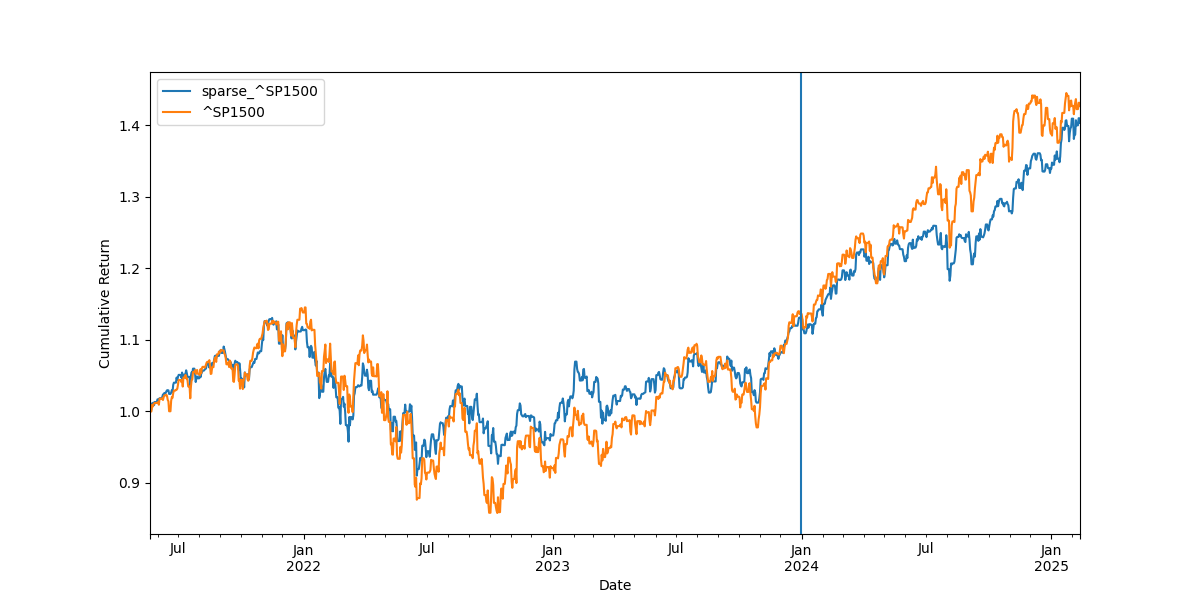 sparse_^SP1500
^SP1500
1.4
1.3
1.2
1.1
1.0
0.9
Cumulative Return
Jul
Jan
2022
Jul
Jan
2023
Jul
Jan
2024
Jul
Jan
2025
Date